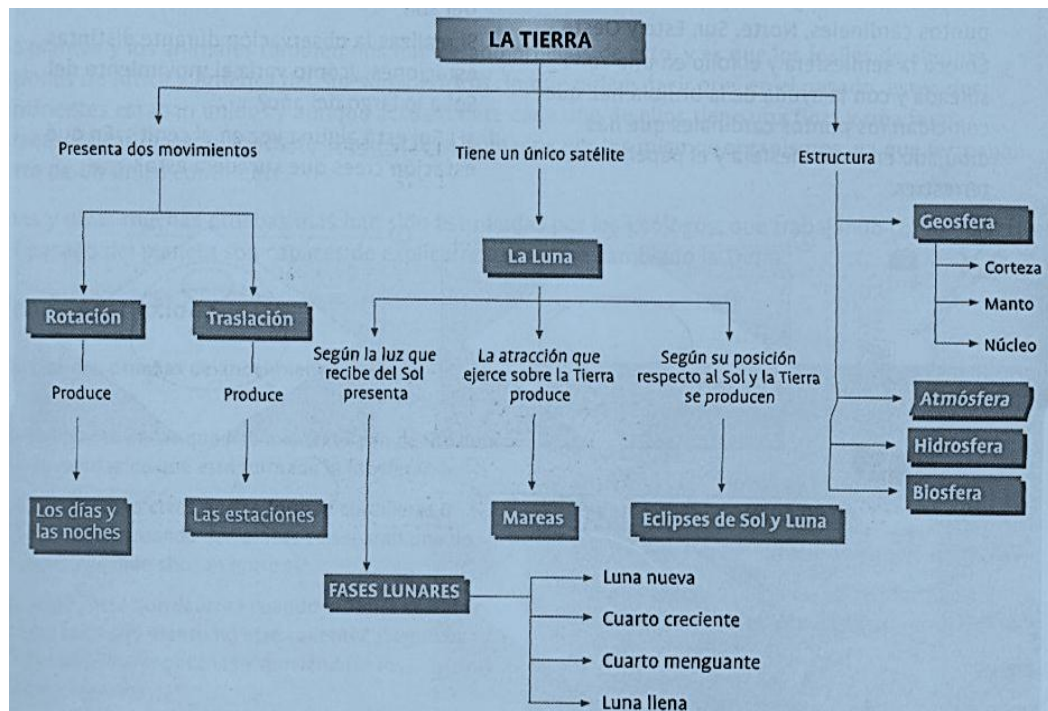 LA TIERRA
Presenta dos movimientos
Tiene un único satélite
Estructura
Geosfera
Corteza
Manto
Núcleo
La Luna
Rotación
Traslación
Según la luz que
recibe del Sol
presenta
La atracción que
ejerce sobre la Tierra
produce
Según su posición
respecto al Sol y la Tierra
se producen
Produce
Produce
Atmósfera
Hidrosfera
Biosfera
Los días y
las noches
Las estaciones
Mareas
Eclipses de Sol y Luna
FASES LUNARES
Luna nueva
Cuarto creciente
Cuarto menguante
Luna llena